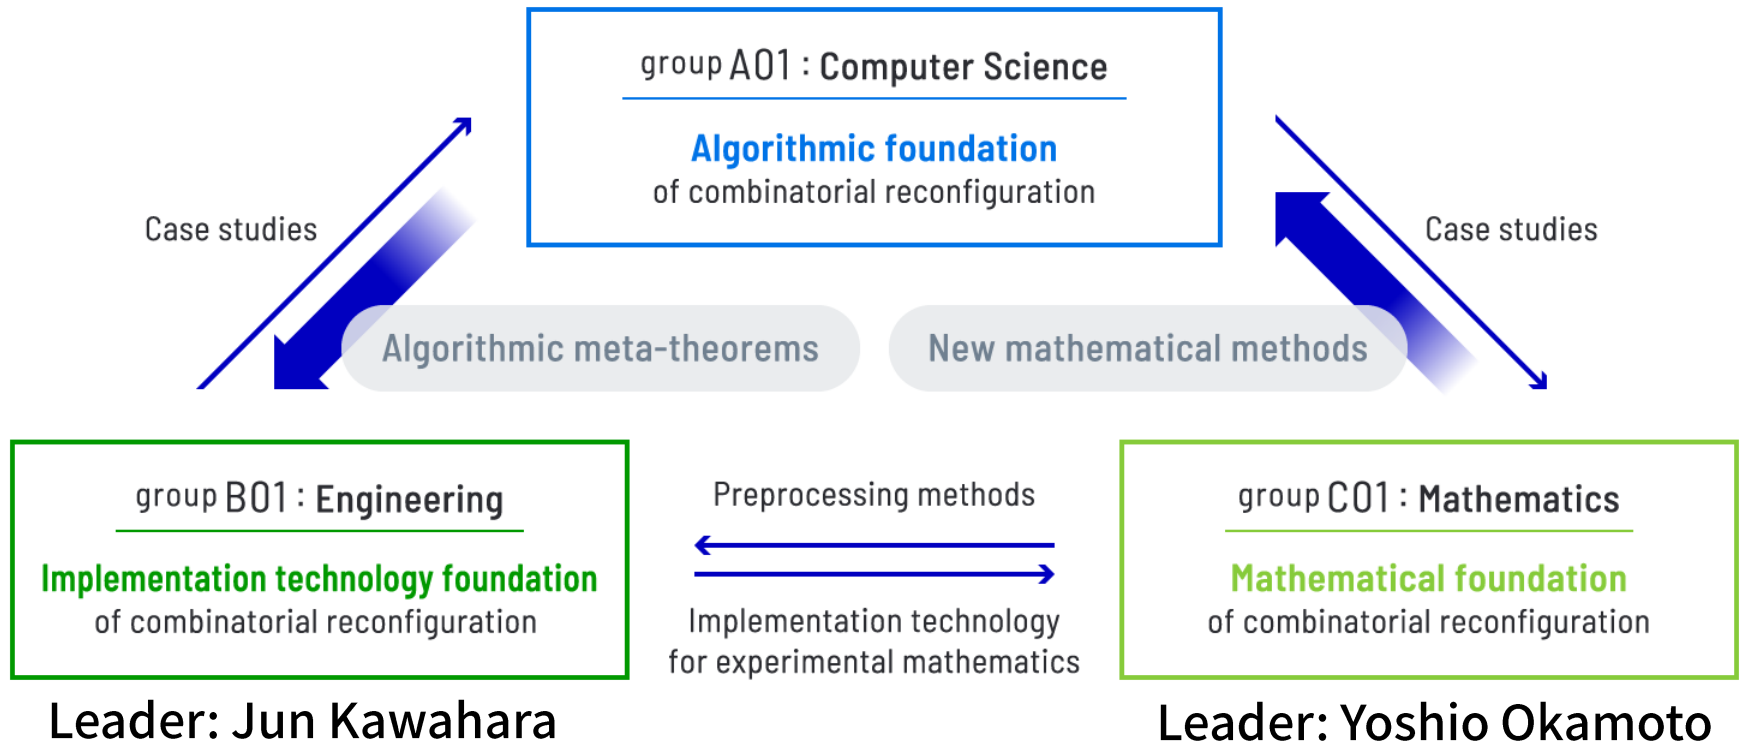 group A01 : Computer Science
Algorithmic foundation
of combinatorial reconfiguration
Case studies
Case studies
Algorithmic meta-theorems
New mathematical methods
group B01 : Engineering
Implementation technology foundation
of combinatorial reconfiguration
Preprocessing methods
Implementation technology
for experimental mathematics
group C01 : Mathematics
Mathematical foundation
of combinatorial reconfiguration
Leader: Jun Kawahara
Leader: Yoshio Okamoto